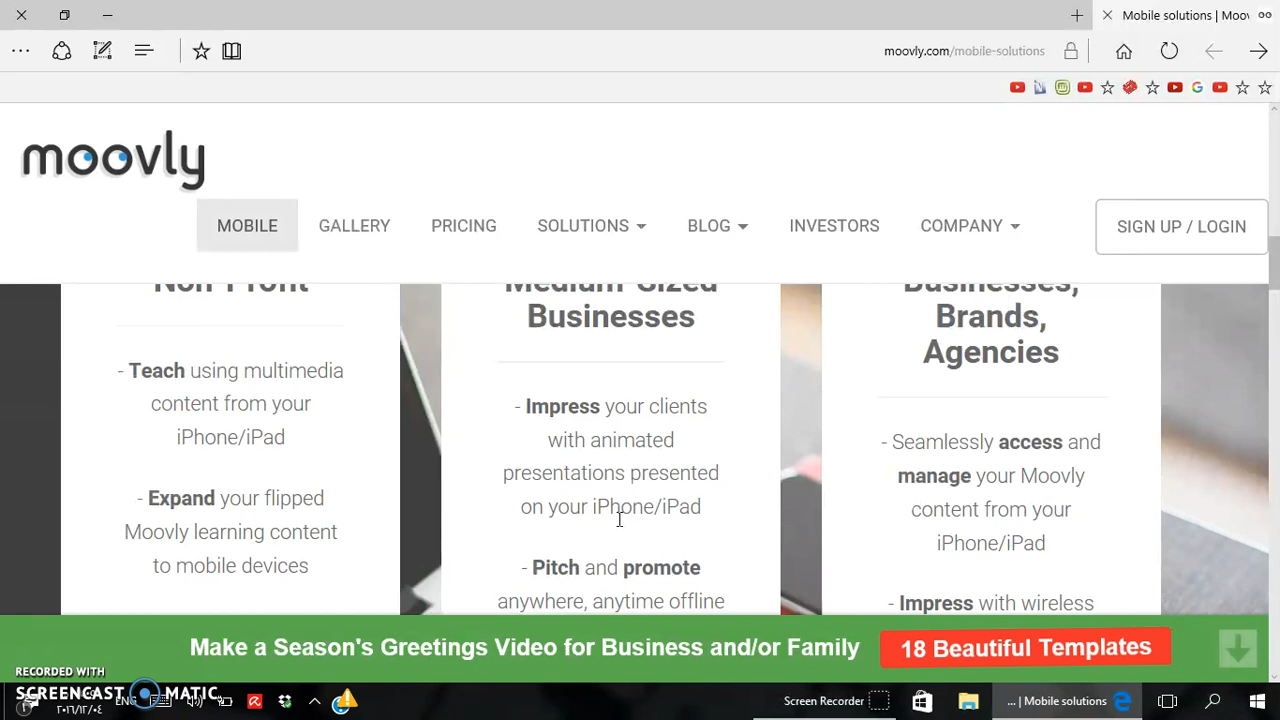 Mobile solutions | Moov
moovly.com/mobile-solutions
moovly
MOBILE
GALLERY
PRICING
SOLUTIONS
BLOG
INVESTORS
COMPANY
SIGN UP / LOGIN
Non-Profit
- Teach using multimedia
content from your
iPhone/iPad
- Expand your flipped
Moovly learning content
to mobile devices
Medium-Sized
Businesses
- Impress your clients
with animated
presentations presented
on your iPhone/iPad
- Pitch and promote
anywhere, anytime offline
Businesses,
Brands,
Agencies
- Seamlessly access and
manage your Moovly
content from your
iPhone/iPad
- Impress with wireless
Make a Season's Greetings Video for Business and/or Family
18 Beautiful Templates
RECORDED WITH
SCREENCAST MATIC
ENG
٢٠١٦/١٢/٠٤
Screen Recorder
... | Mobile solutions